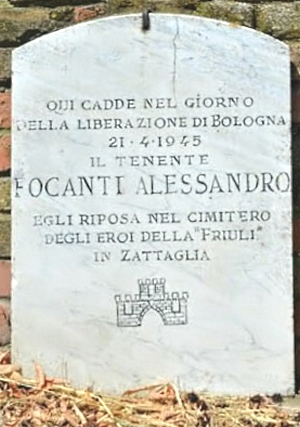 QUI CADDE NEL GIORNO
DELLA LIBERAZIONE DI BOLOGNA
21·4·1945
IL TENENTE
FOCANTI ALESSANDRO
EGLI RIPOSA NEL CIMITERO
DEGLI EROI DELLA "FRIULI"
IN ZATTAGLIA